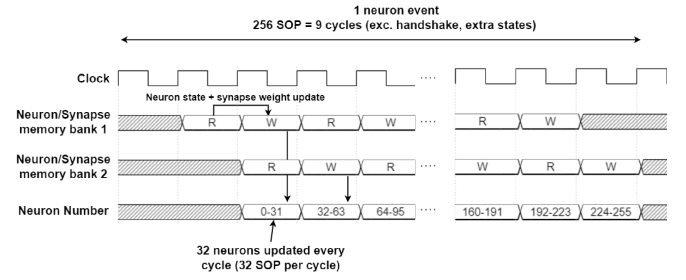 1 neuron event
256 SOP = 9 cycles (exc. handshake, extra states)
Clock
....
Neuron state + synapse weight update
Neuron/Synapse
memory bank 1
R W R W .... R W
Neuron/Synapse
memory bank 2
R W R W R W
Neuron Number
0-31 32-63 64-95 .... 160-191 192-223 224-255
32 neurons updated every
cycle (32 SOP per cycle)